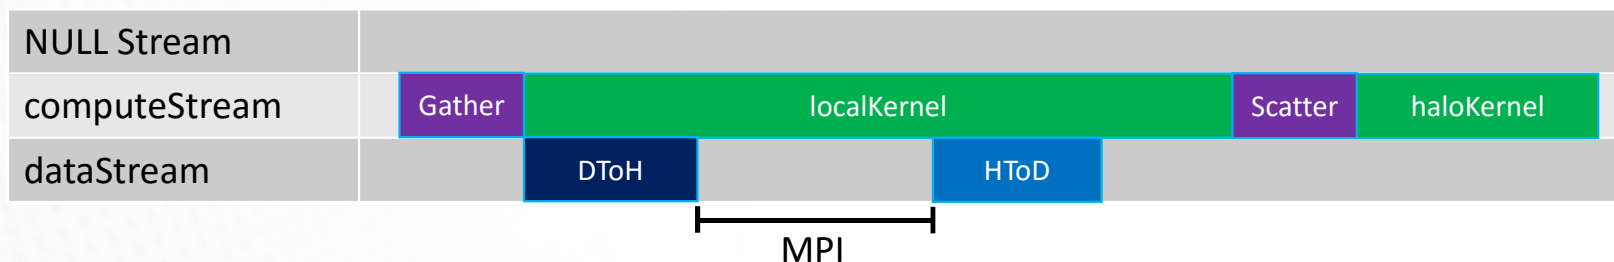 NULL Stream
computeStream Gather localKernel Scatter haloKernel
dataStream DToH HToD
MPI